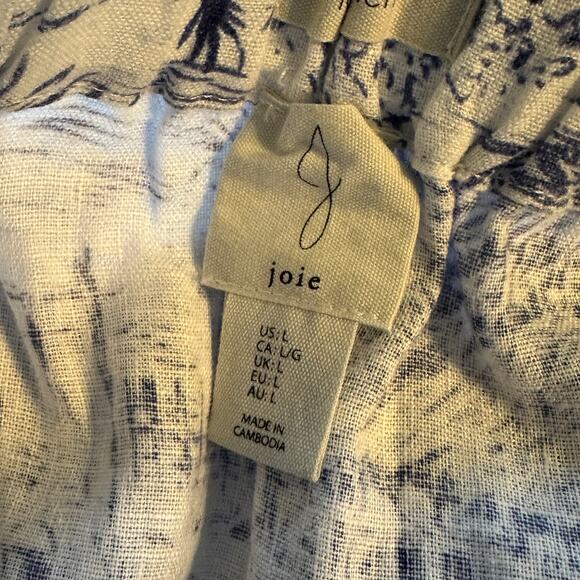 joie
US: L
CA: L/G
UK: L
EU: L
AU: L
MADE IN
CAMBODIA